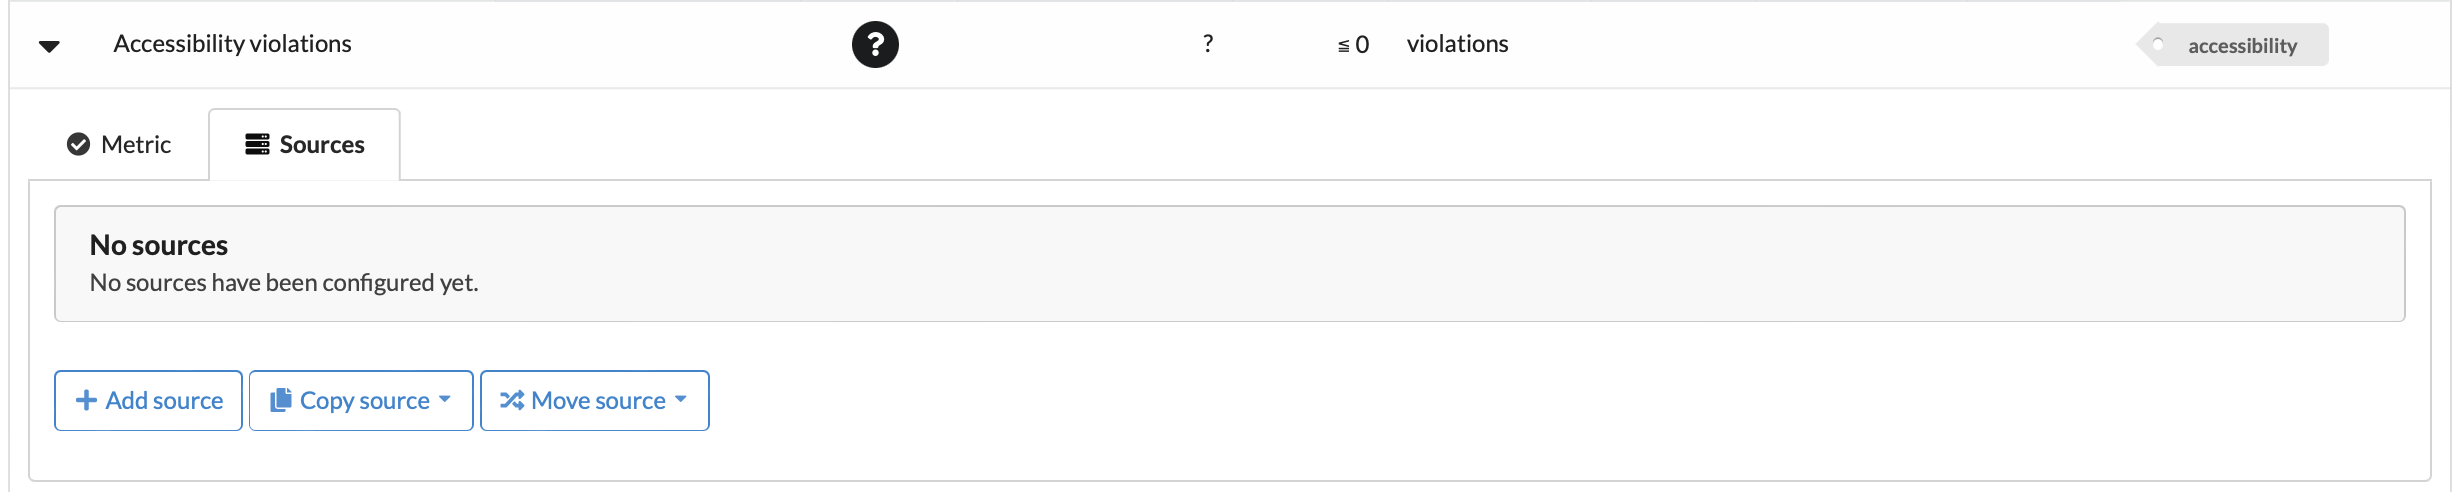 Accessibility violations ? ? ≦ 0 violations accessibility
Metric Sources
No sources
No sources have been configured yet.
Add source Copy source Move source